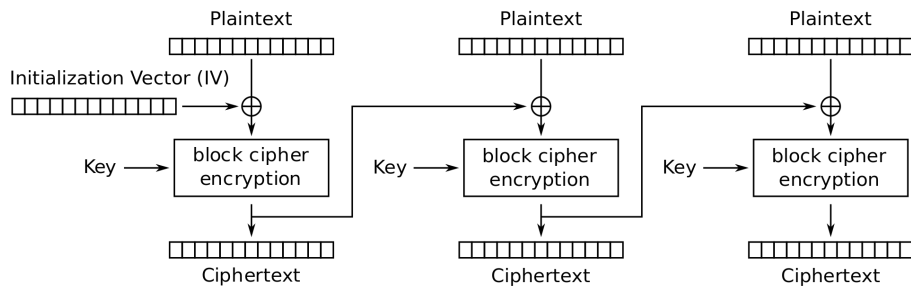 Plaintext
Plaintext
Plaintext
Initialization Vector (IV)
Key
block cipher
encryption
Key
block cipher
encryption
Key
block cipher
encryption
Ciphertext
Ciphertext
Ciphertext